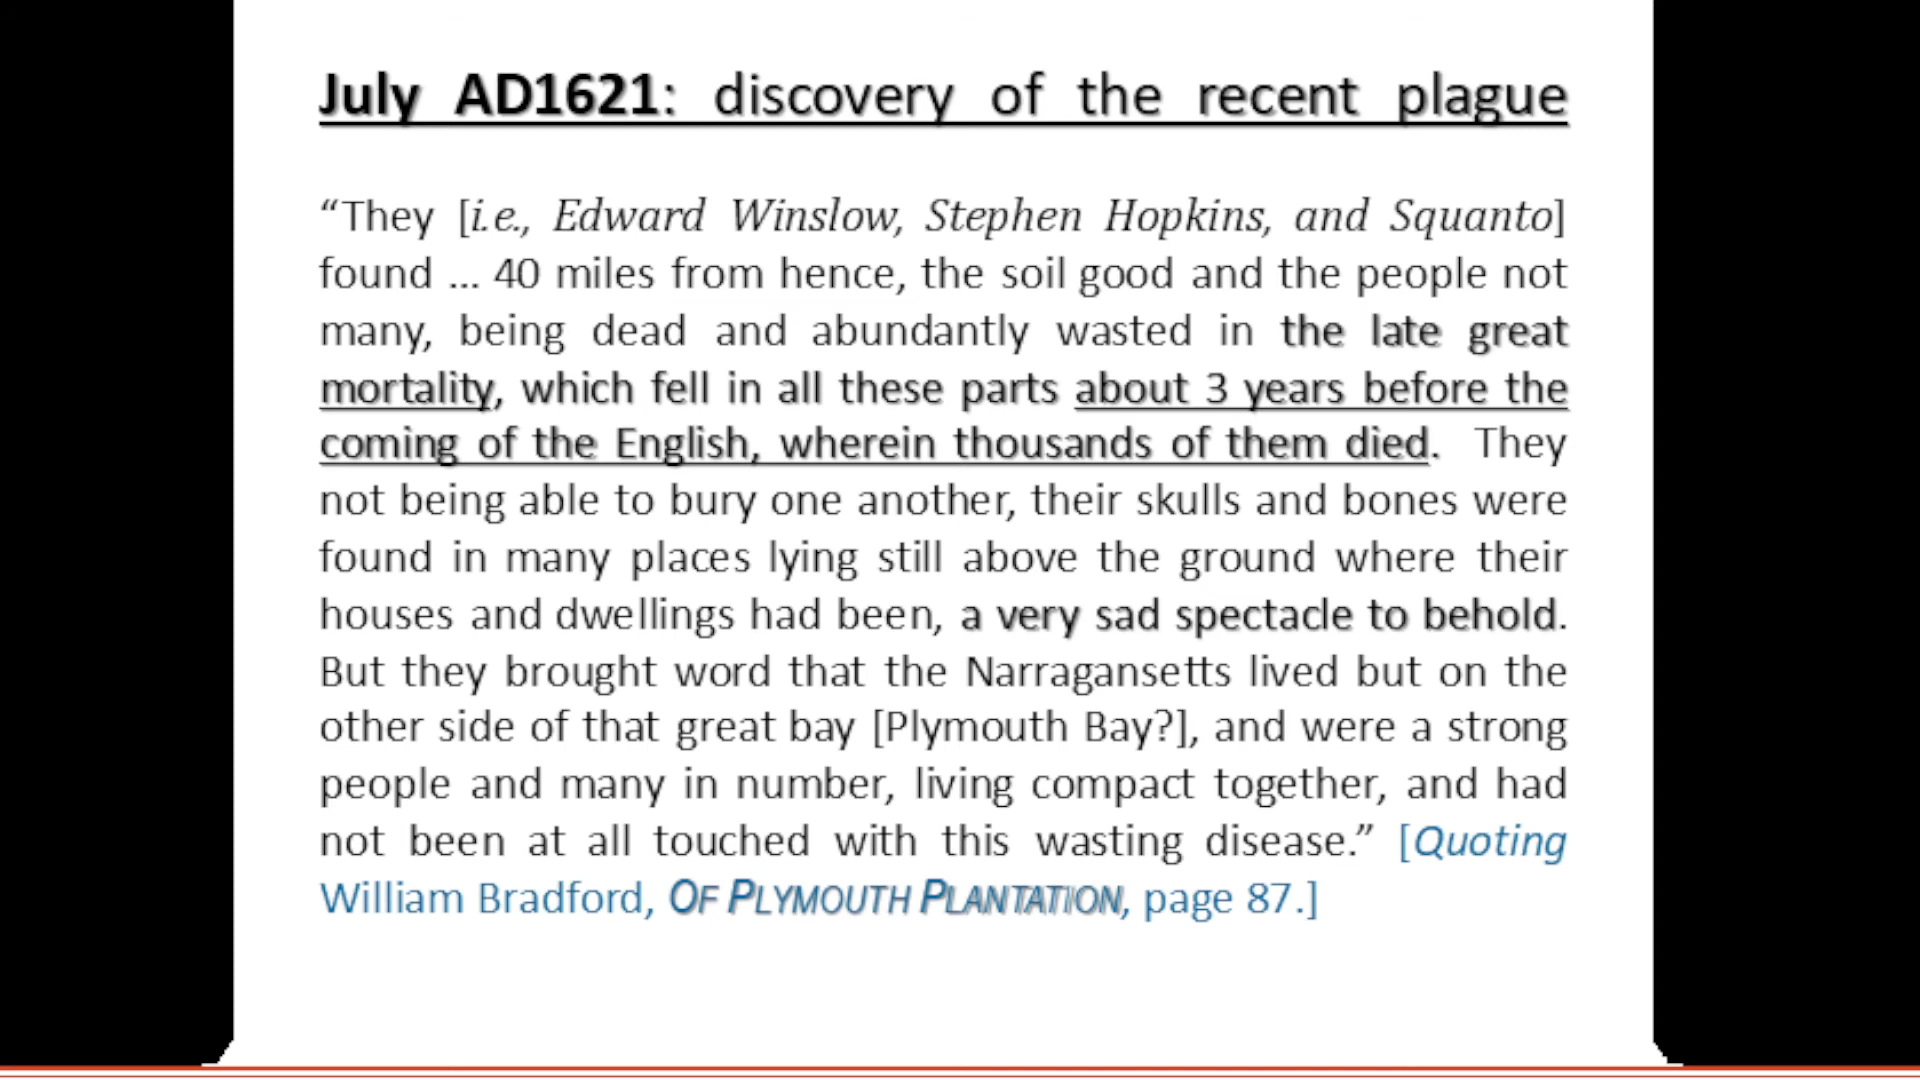 July AD1621: discovery of the recent plague
“They [i.e., Edward Winslow, Stephen Hopkins, and Squanto]
found ... 40 miles from hence, the soil good and the people not
many, being dead and abundantly wasted in the late great
mortality, which fell in all these parts about 3 years before the
coming of the English, wherein thousands of them died. They
not being able to bury one another, their skulls and bones were
found in many places lying still above the ground where their
houses and dwellings had been, a very sad spectacle to behold.
But they brought word that the Narragansetts lived but on the
other side of that great bay [Plymouth Bay?], and were a strong
people and many in number, living compact together, and had
not been at all touched with this wasting disease.” [Quoting
William Bradford, OF PLYMOUTH PLANTATION, page 87.]